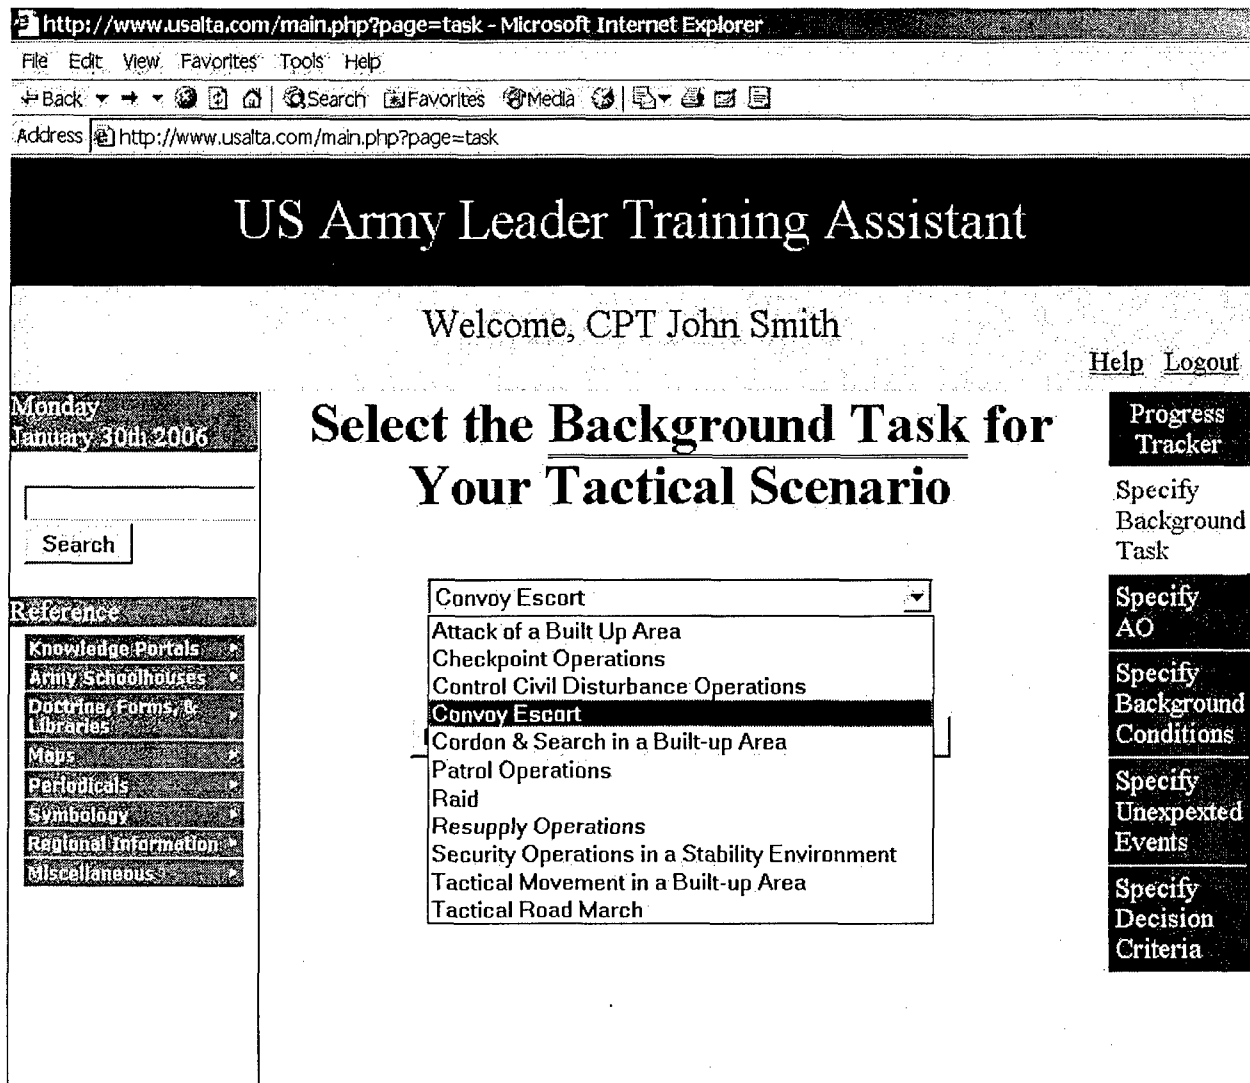 http://www.usalta.com/main.php?page=task - Microsoft Internet Explorer
File Edit View Favorites Tools Help
Back Search Favorites Media
Address http://www.usalta.com/main.php?page=task
US Army Leader Training Assistant
Welcome, CPT John Smith
Help Logout
Monday
January 30th 2006
Search
Reference
Knowledge Portals
Army Schoolhouses
Doctrine, Forms, &
Libraries
Maps
Periodicals
Symbology
Regional Information
Miscellaneous
Select the Background Task for
Your Tactical Scenario
Convoy Escort
Attack of a Built Up Area
Checkpoint Operations
Control Civil Disturbance Operations
Convoy Escort
Cordon & Search in a Built-up Area
Patrol Operations
Raid
Resupply Operations
Security Operations in a Stability Environment
Tactical Movement in a Built-up Area
Tactical Road March
Progress
Tracker
Specify
Background
Task
Specify
AO
Specify
Background
Conditions
Specify
Unexpexted
Events
Specify
Decision
Criteria